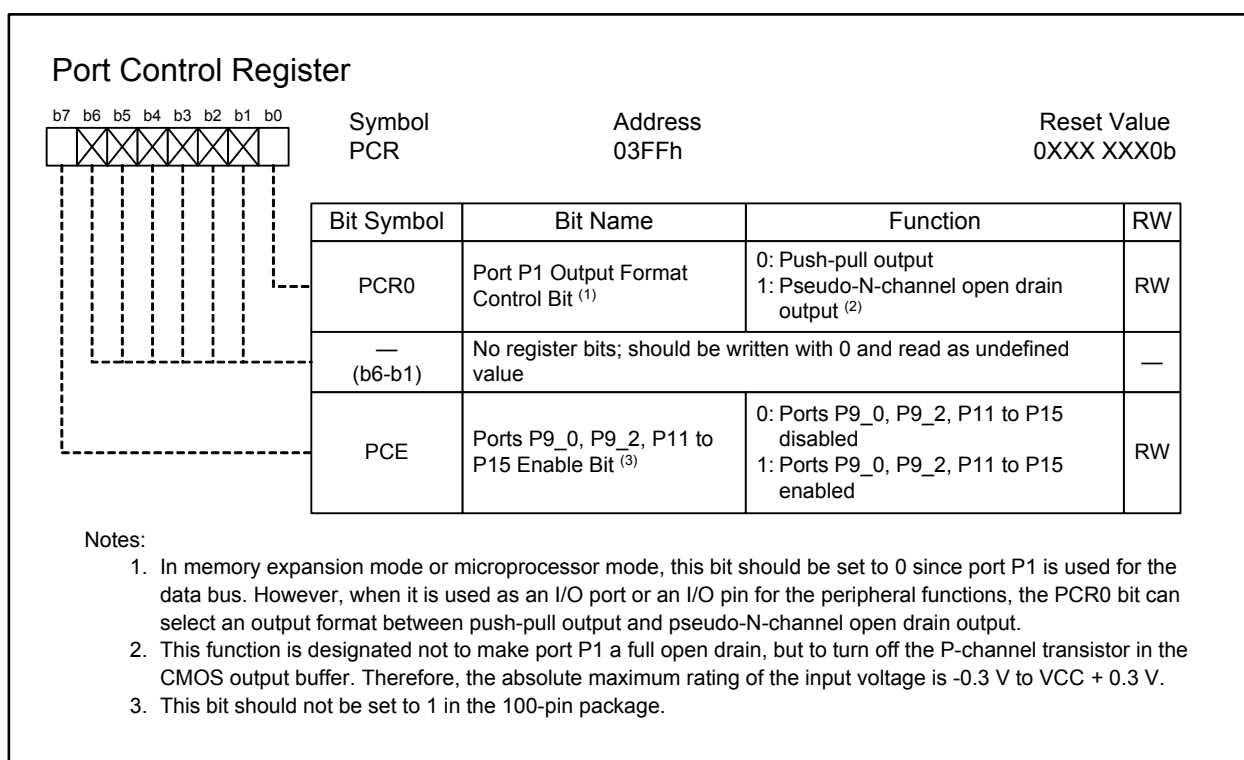 Port Control Register
b7 b6 b5 b4 b3 b2 b1 b0
Symbol Address Reset Value
PCR 03FFh 0XXX XXX0b
Bit Symbol Bit Name Function RW
PCR0
Port P1 Output Format
Control Bit (1)
0: Push-pull output
1: Pseudo-N-channel open drain
output (2)
RW
—
(b6-b1)
No register bits; should be written with 0 and read as undefined
value
—
PCE
Ports P9_0, P9_2, P11 to
P15 Enable Bit (3)
0: Ports P9_0, P9_2, P11 to P15
disabled
1: Ports P9_0, P9_2, P11 to P15
enabled
RW
Notes:
1. In memory expansion mode or microprocessor mode, this bit should be set to 0 since port P1 is used for the
data bus. However, when it is used as an I/O port or an I/O pin for the peripheral functions, the PCR0 bit can
select an output format between push-pull output and pseudo-N-channel open drain output.
2. This function is designated not to make port P1 a full open drain, but to turn off the P-channel transistor in the
CMOS output buffer. Therefore, the absolute maximum rating of the input voltage is -0.3 V to VCC + 0.3 V.
3. This bit should not be set to 1 in the 100-pin package.